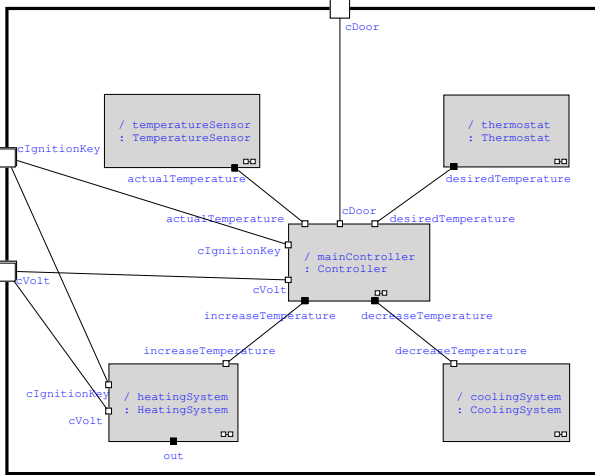 cDoor
/ temperatureSensor
: TemperatureSensor
/ thermostat
: Thermostat
cIgnitionKey
actualTemperature
desiredTemperature
cDoor
actualTemperature
desiredTemperature
cIgnitionKey
/ mainController
: Controller
cVolt
cVolt
increaseTemperature
decreaseTemperature
increaseTemperature
decreaseTemperature
cIgnitionKey
/ heatingSystem
: HeatingSystem
/ coolingSystem
: CoolingSystem
cVolt
out